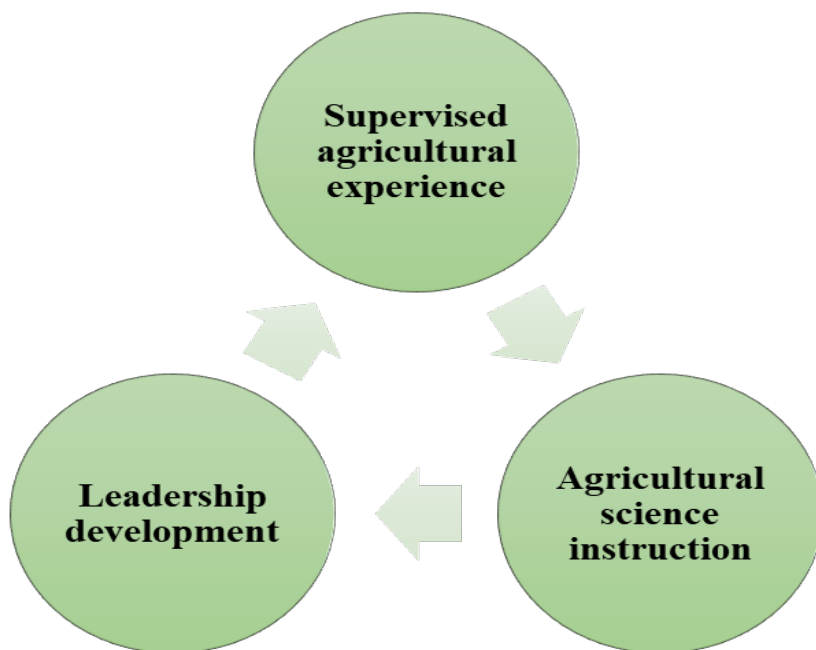 Supervised
agricultural
experience
Agricultural
science
instruction
Leadership
development